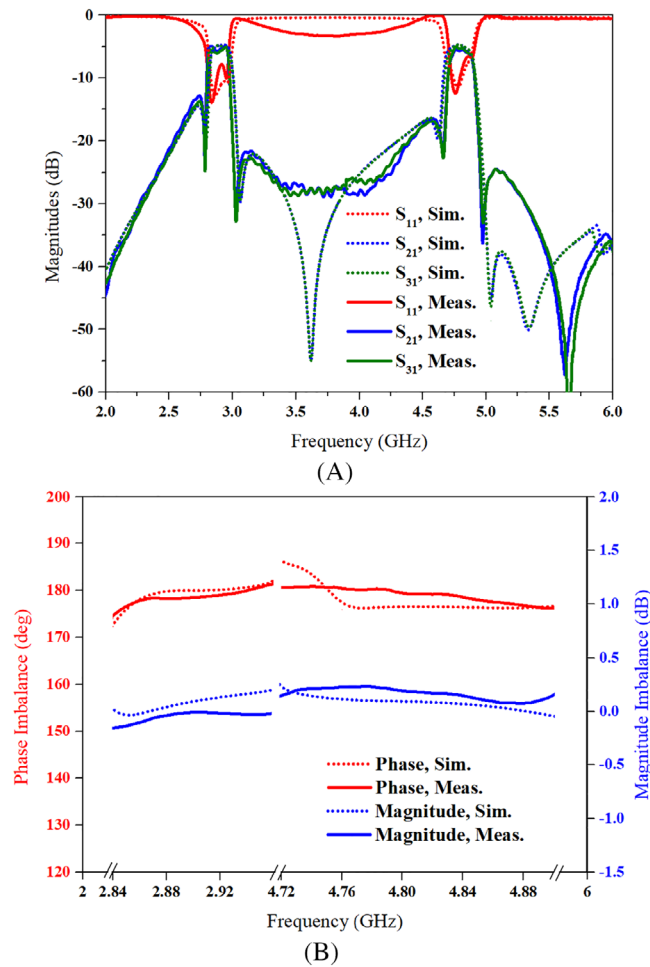 0
-10
-20
-30
-40
-50
-60
Magnitudes (dB)
S11, Sim.
S21, Sim.
S31, Sim.
S11, Meas.
S21, Meas.
S31, Meas.
2.0 2.5 3.0 3.5 4.0 4.5 5.0 5.5 6.0
Frequency (GHz)
(A)
200
190
180
170
160
150
140
130
120
Phase Imbalance (deg)
2.0
1.5
1.0
0.5
0.0
-0.5
-1.0
-1.5
Magnitude Imbalance (dB)
Phase, Sim.
Phase, Meas.
Magnitude, Sim.
Magnitude, Meas.
2 2.84 2.88 2.92 4.72 4.76 4.80 4.84 4.88 6
Frequency (GHz)
(B)